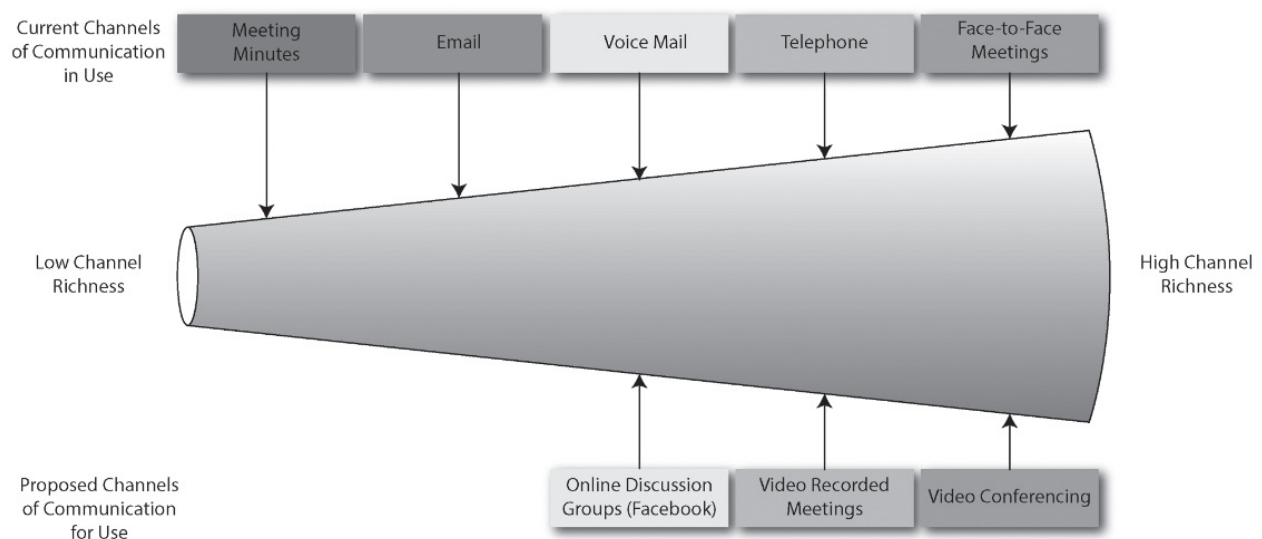 Current Channels
of Communication
in Use
Meeting
Minutes
Email
Voice Mail
Telephone
Face-to-Face
Meetings
Low Channel
Richness
High Channel
Richness
Proposed Channels
of Communication
for Use
Online Discussion
Groups (Facebook)
Video Recorded
Meetings
Video Conferencing